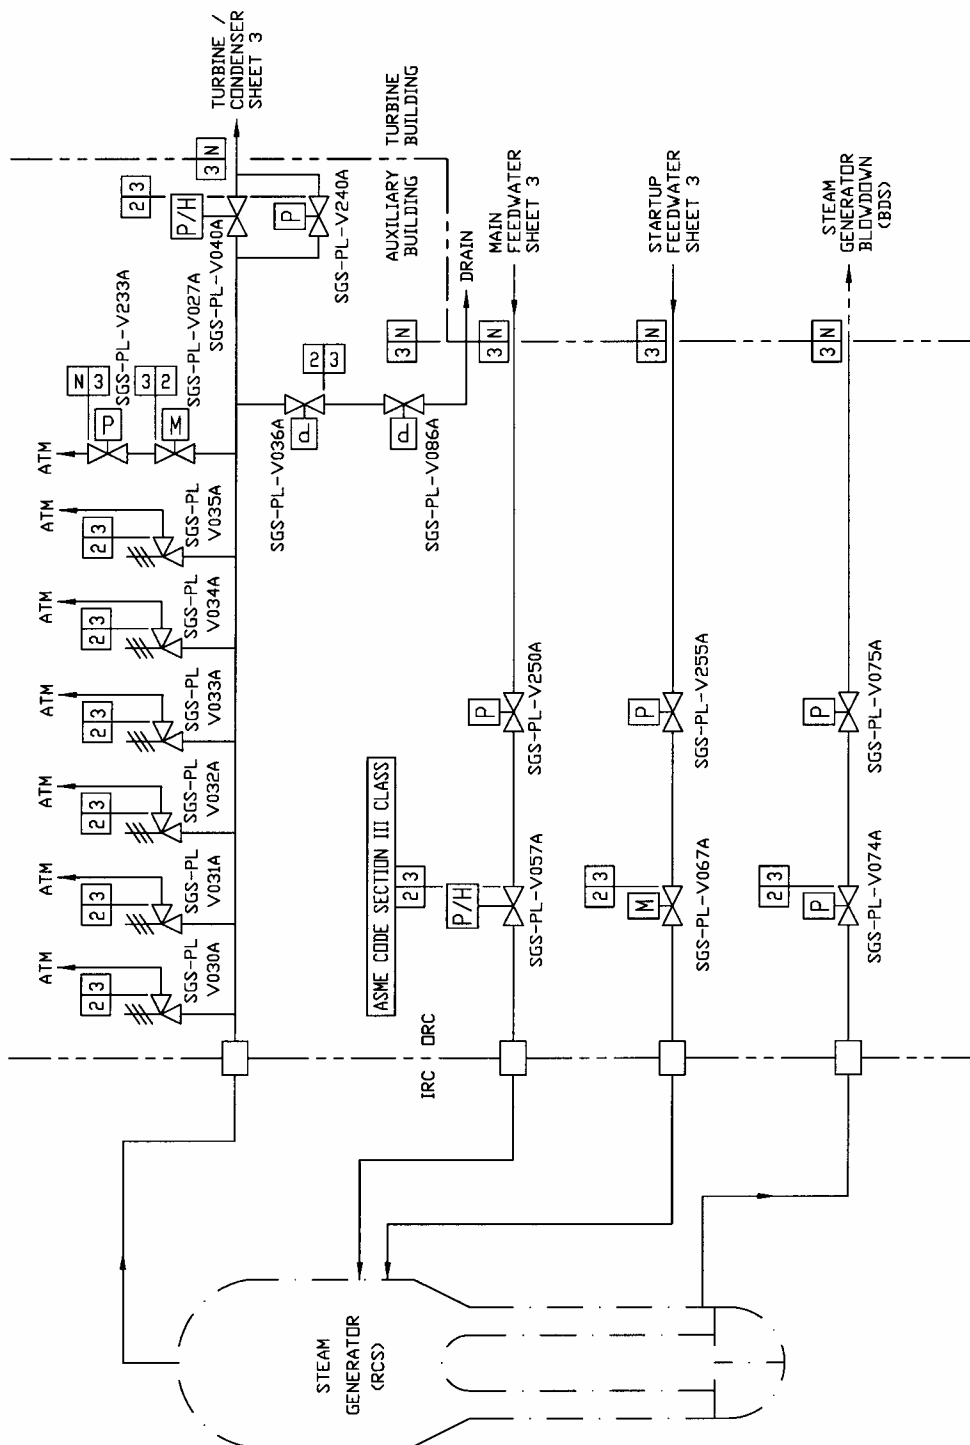 TURBINE /
CONDENSER
SHEET 3
3 N
2 3
P/H
SGS-PL-V040A
P
SGS-PL-V240A
AUXILIARY
BUILDING
TURBINE
BUILDING
ATM
N 3
P
SGS-PL-V233A
3 2
M
SGS-PL-V027A
2 3
SGS-PL-V036A
P
SGS-PL-V086A
P
DRAIN
ATM
2 3
SGS-PL
V035A
ATM
2 3
SGS-PL
V034A
ATM
2 3
SGS-PL
V033A
ATM
2 3
SGS-PL
V032A
ATM
2 3
SGS-PL
V031A
ATM
2 3
SGS-PL
V030A
3 N
3 N
MAIN
FEEDWATER
SHEET 3
P
SGS-PL-V250A
ASME CODE SECTION III CLASS
2 3
P/H
SGS-PL-V057A
3 N
STARTUP
FEEDWATER
SHEET 3
P
SGS-PL-V255A
2 3
M
SGS-PL-V067A
3 N
STEAM
GENERATOR
BLOWDOWN
(BDS)
P
SGS-PL-V075A
2 3
P
SGS-PL-V074A
IRC
ORC
STEAM
GENERATOR
(RCS)